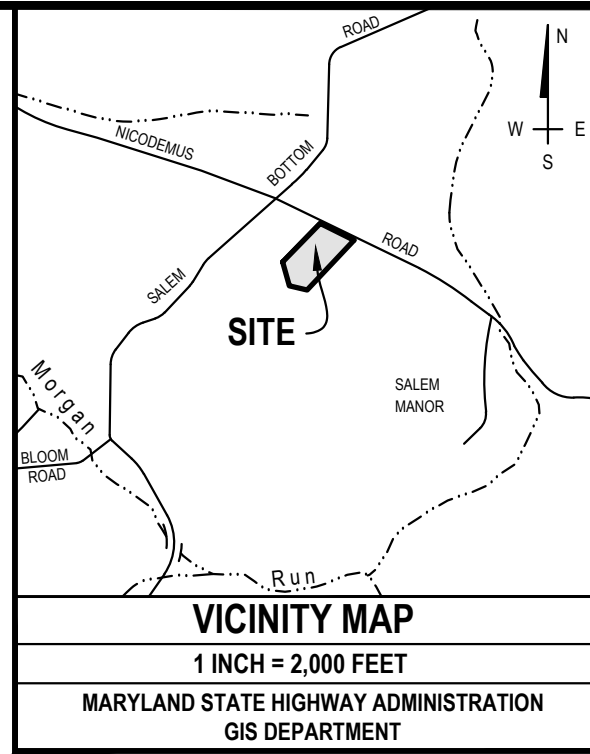 ROAD
N
NICODEMUS
BOTTOM
W E
S
ROAD
SALEM
SITE
Morgan
SALEM
MANOR
BLOOM
ROAD
Run
VICINITY MAP
1 INCH = 2,000 FEET
MARYLAND STATE HIGHWAY ADMINISTRATION
GIS DEPARTMENT